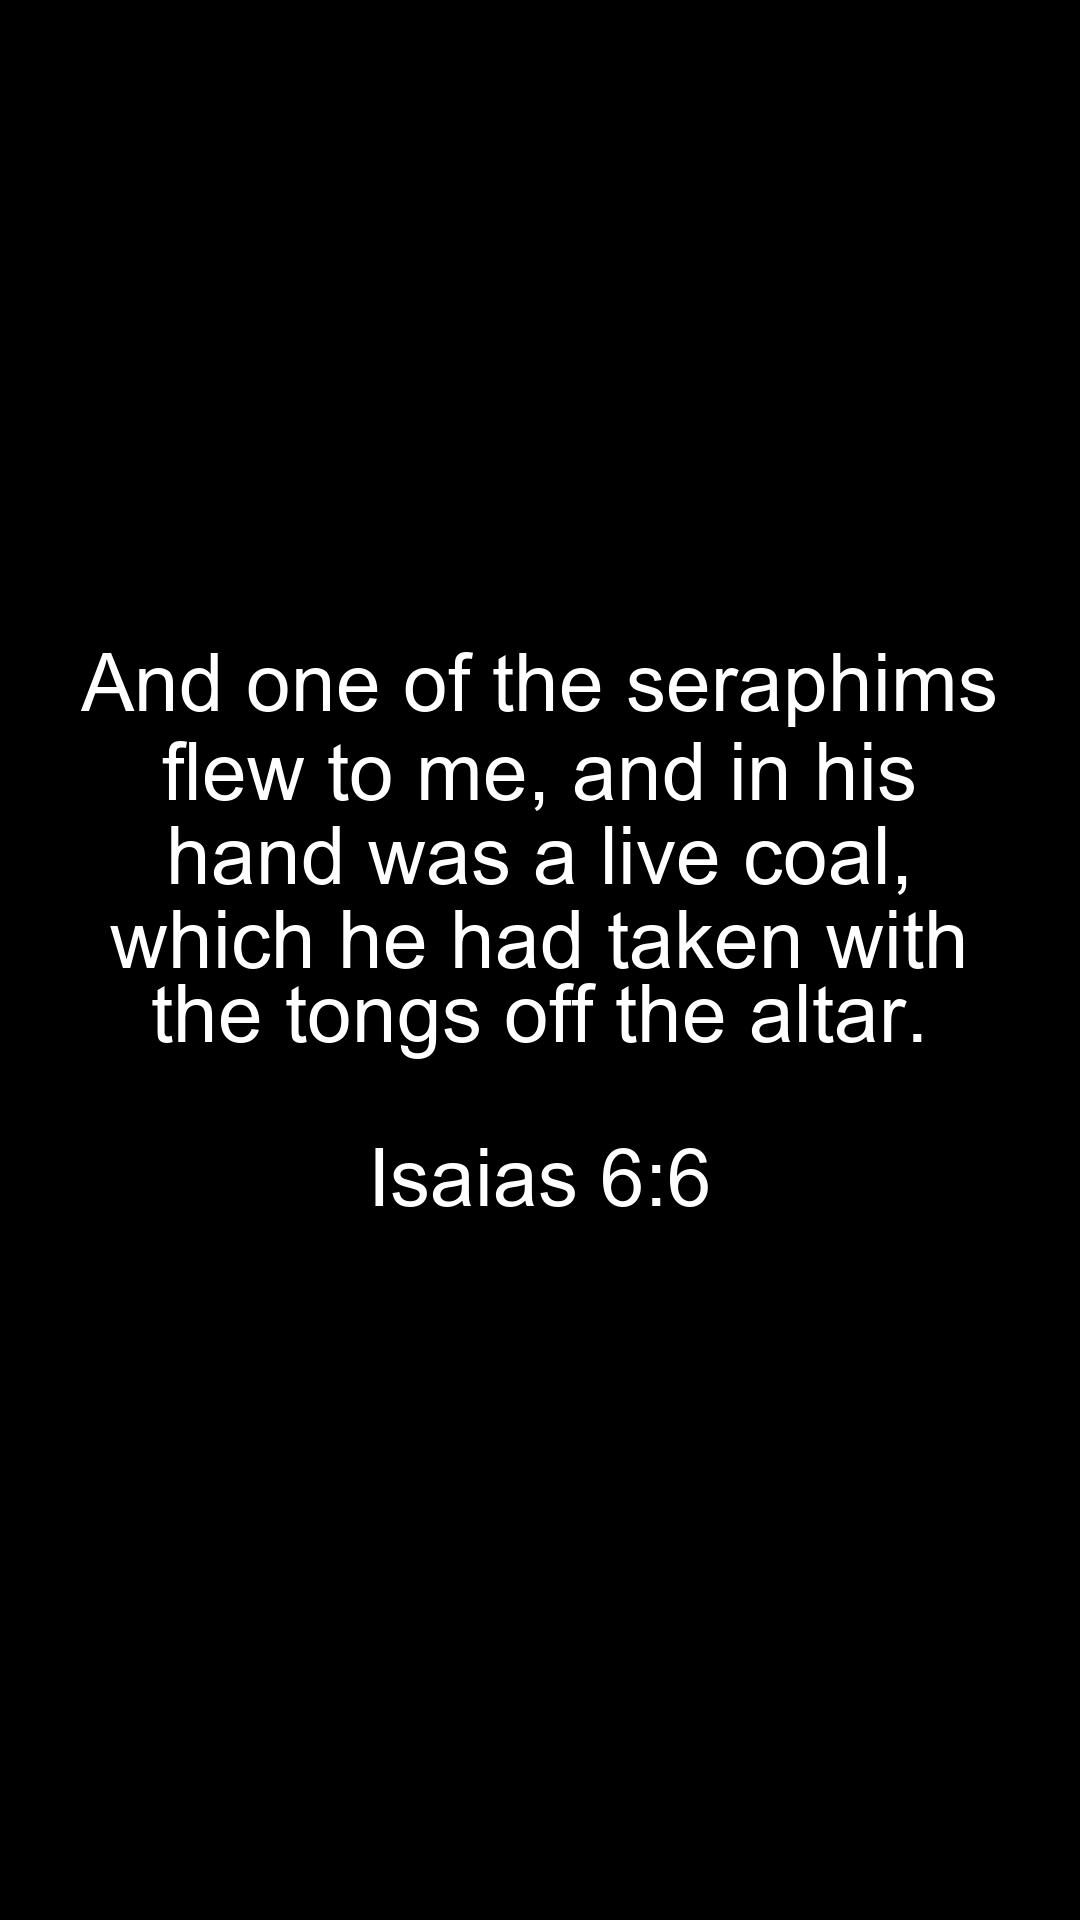 And one of the seraphims
flew to me, and in his
hand was a live coal,
which he had taken with
the tongs off the altar.
Isaias 6:6